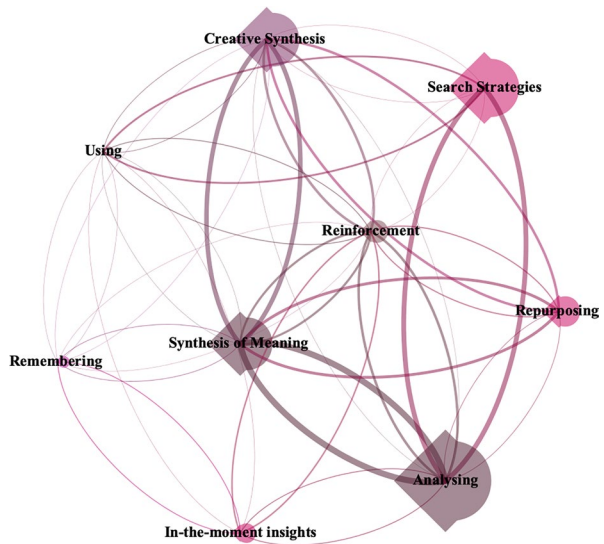 Creative Synthesis
Search Strategies
Using
Reinforcement
Repurposing
Synthesis of Meaning
Remembering
Analysing
In-the-moment insights